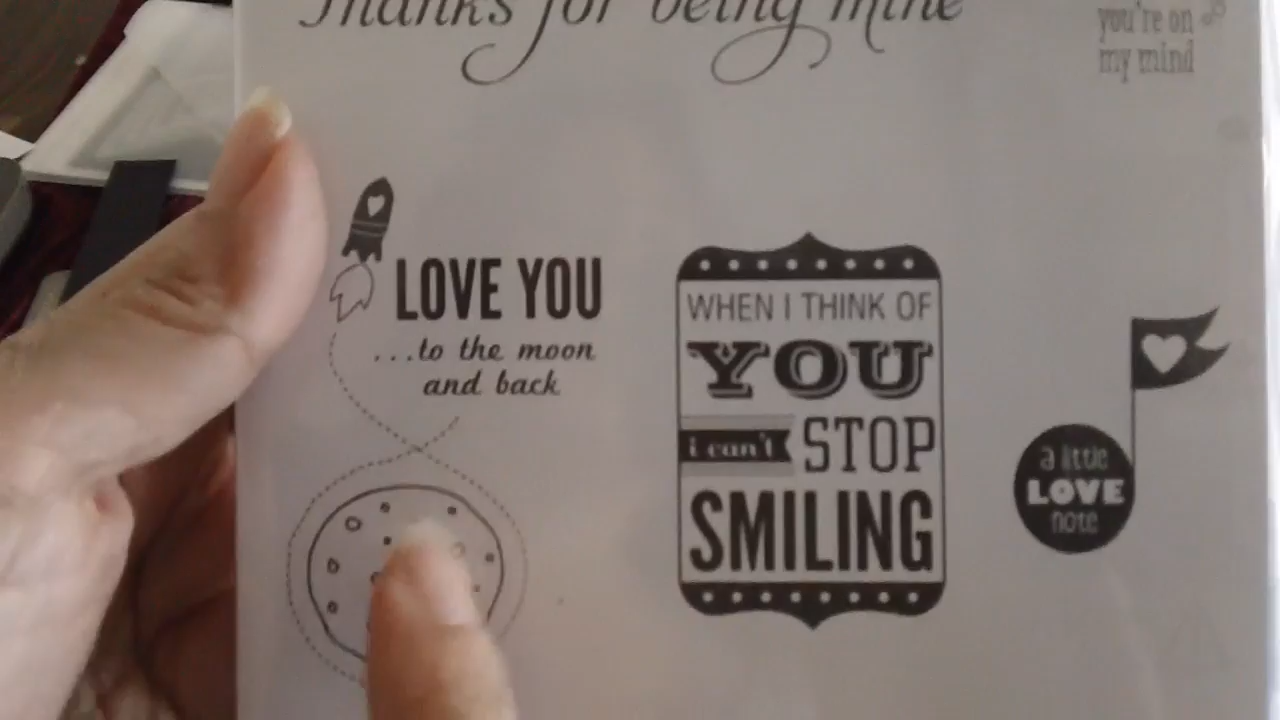 Thanks for being mine
you're on
my mind
LOVE YOU
...to the moon
and back
WHEN I THINK OF
YOU
i can't STOP
SMILING
a little
LOVE
note